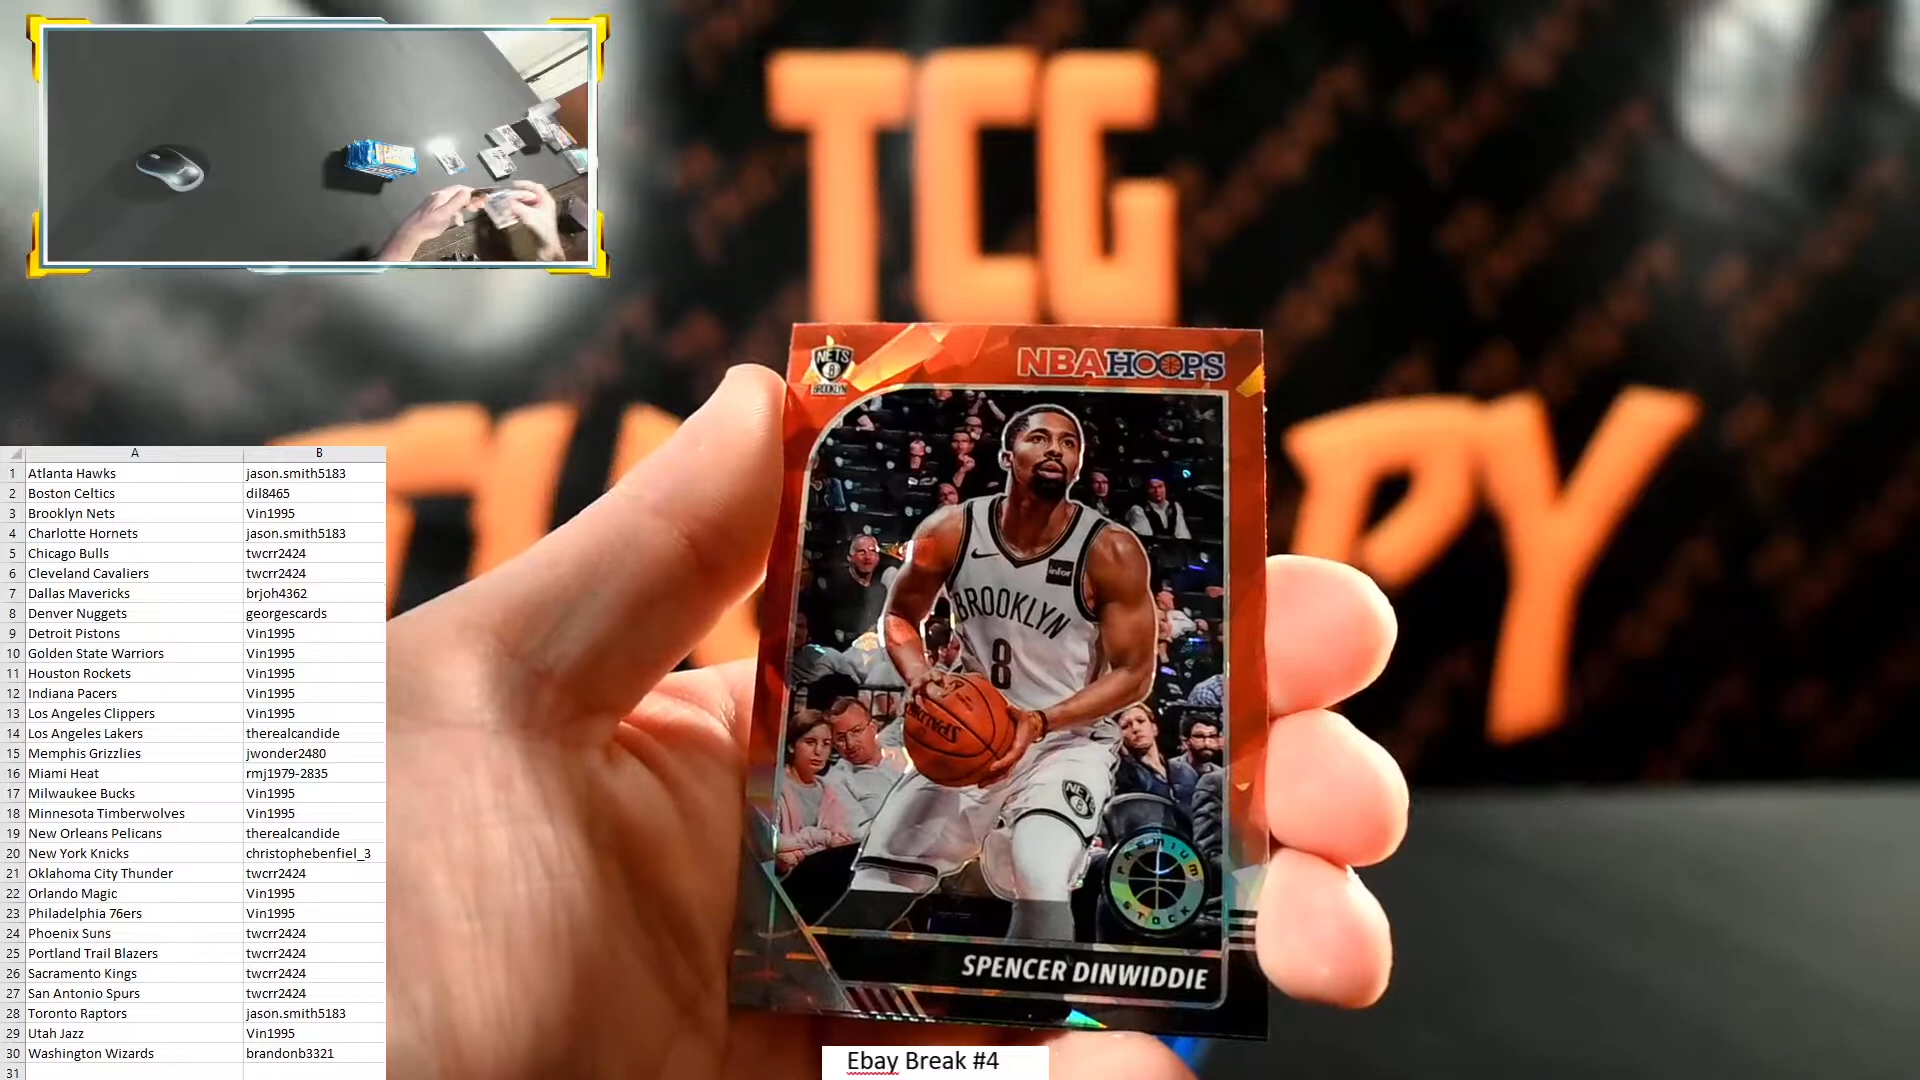 TCG
PY
NETS
8
BROOKLYN
NBA HOOPS
infor
BROOKLYN
8
SPALDING
NETS
PREMIUM
STOCK
SPENCER DINWIDDIE
A B
1 Atlanta Hawks jason.smith5183
2 Boston Celtics dil8465
3 Brooklyn Nets Vin1995
4 Charlotte Hornets jason.smith5183
5 Chicago Bulls twcrr2424
6 Cleveland Cavaliers twcrr2424
7 Dallas Mavericks brjoh4362
8 Denver Nuggets georgescards
9 Detroit Pistons Vin1995
10 Golden State Warriors Vin1995
11 Houston Rockets Vin1995
12 Indiana Pacers Vin1995
13 Los Angeles Clippers Vin1995
14 Los Angeles Lakers therealcandide
15 Memphis Grizzlies jwonder2480
16 Miami Heat rmj1979-2835
17 Milwaukee Bucks Vin1995
18 Minnesota Timberwolves Vin1995
19 New Orleans Pelicans therealcandide
20 New York Knicks christophebenfiel_3
21 Oklahoma City Thunder twcrr2424
22 Orlando Magic Vin1995
23 Philadelphia 76ers Vin1995
24 Phoenix Suns twcrr2424
25 Portland Trail Blazers twcrr2424
26 Sacramento Kings twcrr2424
27 San Antonio Spurs twcrr2424
28 Toronto Raptors jason.smith5183
29 Utah Jazz Vin1995
30 Washington Wizards brandonb3321
31
Ebay Break #4